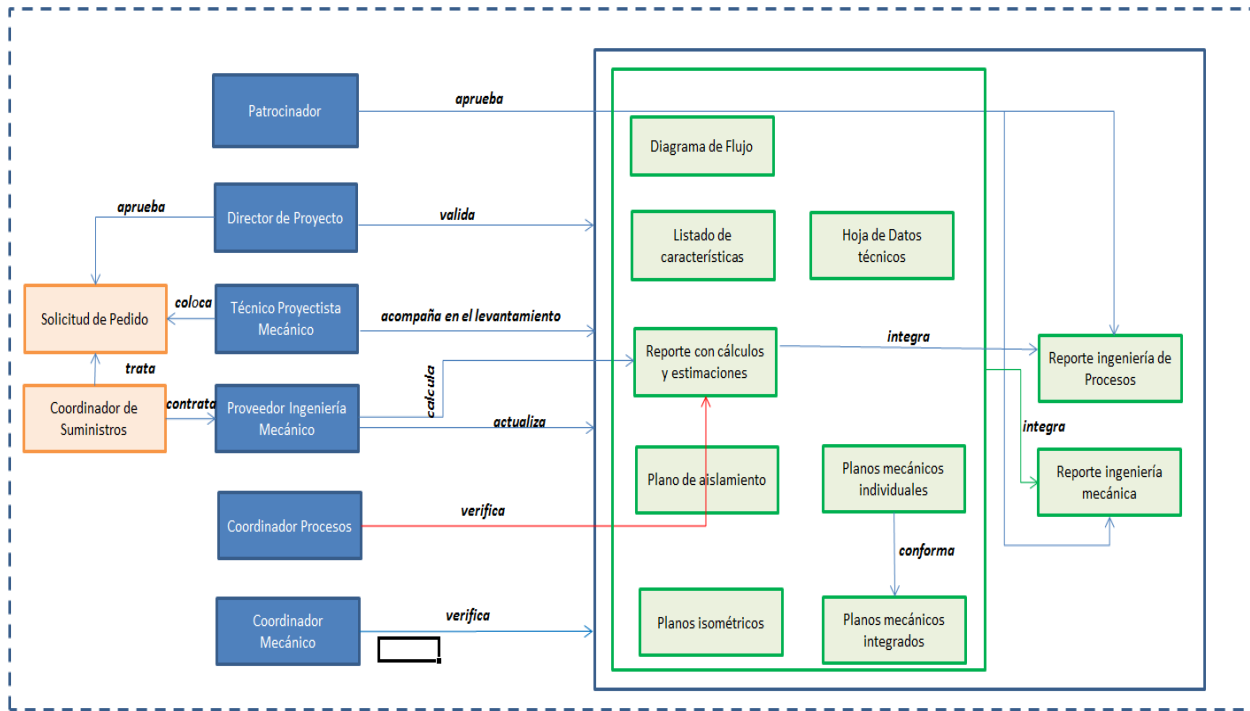 Patrocinador
aprueba
Diagrama de Flujo
aprueba
Director de Proyecto
valida
Listado de
características
Hoja de Datos
técnicos
Solicitud de Pedido
coloca
Técnico Proyectista
Mecánico
acompaña en el levantamiento
Reporte con cálculos
y estimaciones
integra
Reporte ingeniería de
Procesos
trata
calcula
Coordinador de
Suministros
contrata
Proveedor Ingeniería
Mecánico
actualiza
integra
Plano de aislamiento
Planos mecánicos
individuales
Reporte ingeniería
mecánica
Coordinador Procesos
verifica
conforma
Coordinador
Mecánico
verifica
Planos isométricos
Planos mecánicos
integrados